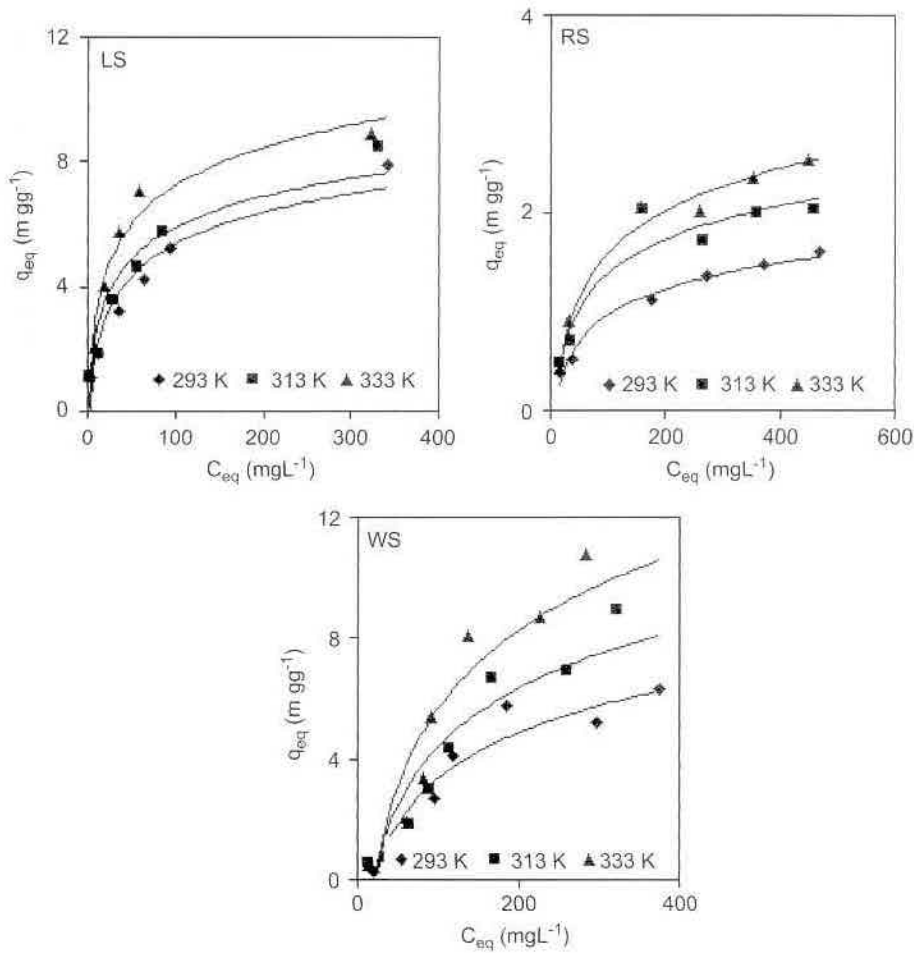 12
LS
8
4
0
q_eq (m gg⁻¹)
293 K 313 K 333 K
0 100 200 300 400
C_eq (mgL⁻¹)
4
RS
2
0
q_eq (m gg⁻¹)
293 K 313 K 333 K
0 200 400 600
C_eq (mgL⁻¹)
12
WS
8
4
0
q_eq (m gg⁻¹)
293 K 313 K 333 K
0 200 400
C_eq (mgL⁻¹)